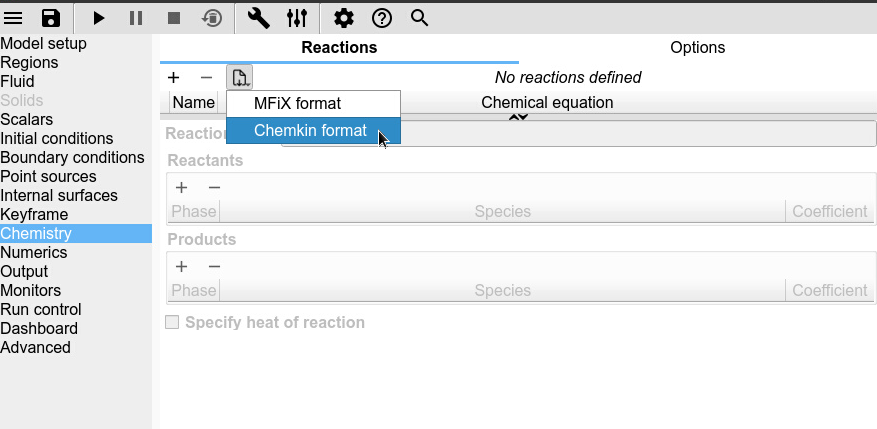 Model setup
Regions
Fluid
Solids
Scalars
Initial conditions
Boundary conditions
Point sources
Internal surfaces
Keyframe
Chemistry
Numerics
Output
Monitors
Run control
Dashboard
Advanced
Reactions
Options
No reactions defined
Name
Chemical equation
MFiX format
Chemkin format
Reaction
Reactants
Phase
Species
Coefficient
Products
Phase
Species
Coefficient
Specify heat of reaction